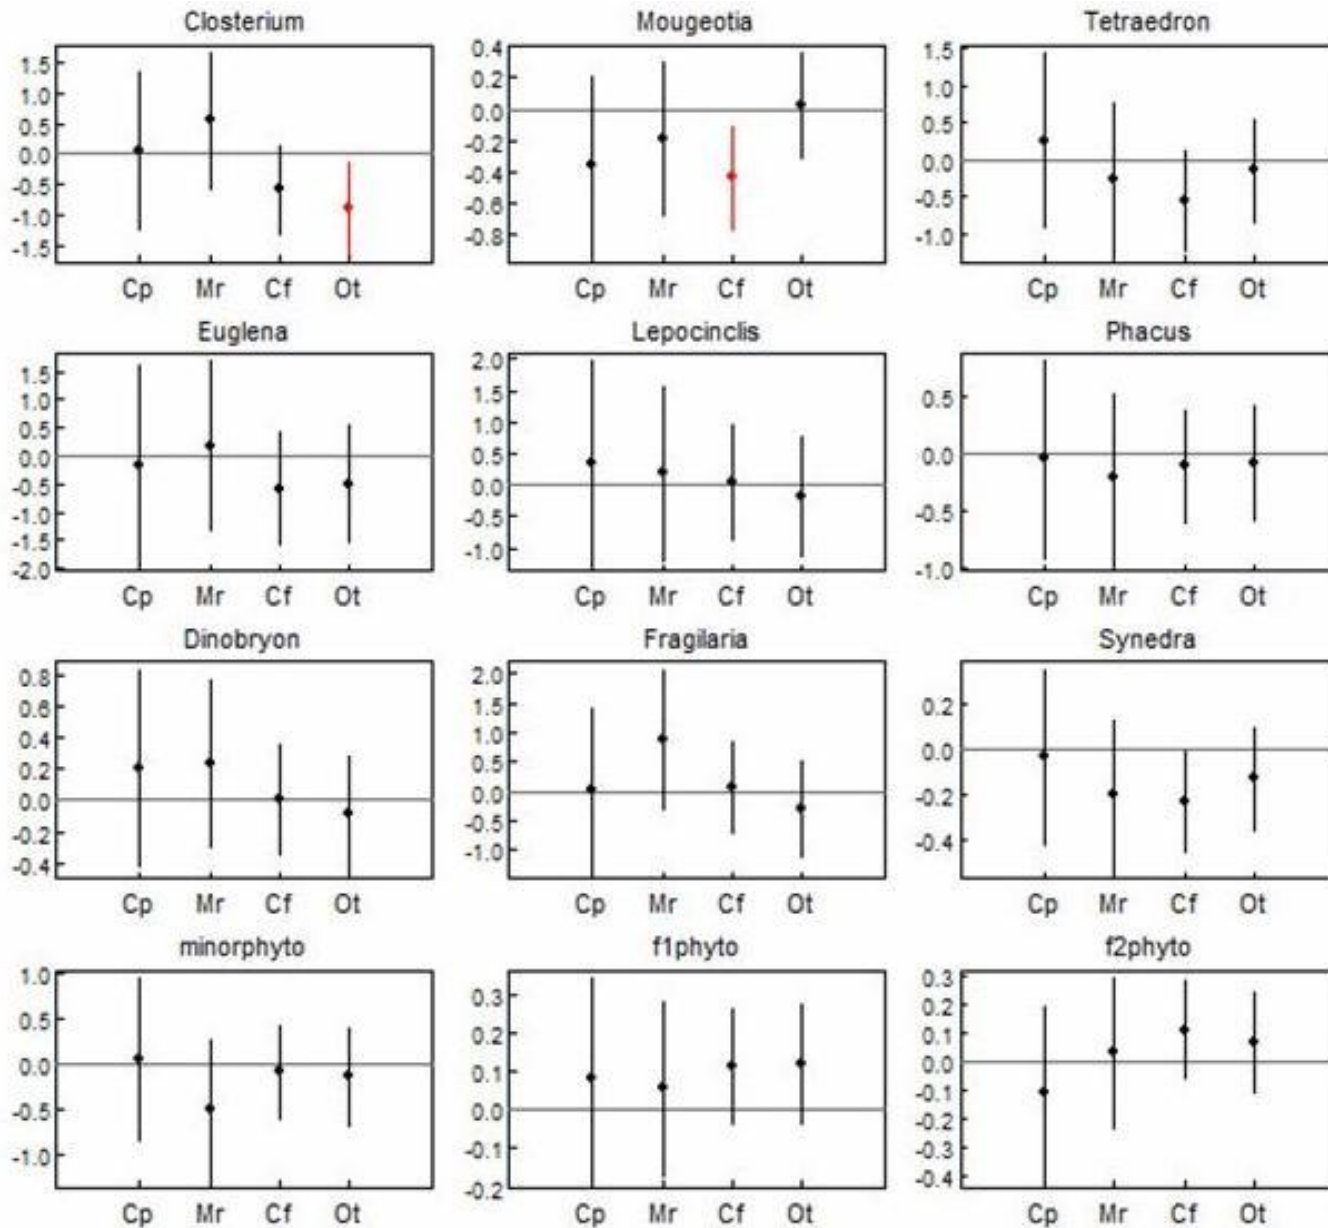 Closterium Mougeotia Tetraedron
1.5 0.4 1.5
1.0 0.2 1.0
0.5 0.0 0.5
0.0 -0.2 0.0
-0.5 -0.4 -0.5
-1.0 -0.6 -1.0
-1.5 -0.8
Cp Mr Cf Ot Cp Mr Cf Ot Cp Mr Cf Ot
Euglena Lepocinclis Phacus
1.5 2.0 0.5
1.0 1.5 0.0
0.5 1.0 -0.5
0.0 0.5 -1.0
-0.5 0.0
-1.0 -0.5
-1.5 -1.0
-2.0
Cp Mr Cf Ot Cp Mr Cf Ot Cp Mr Cf Ot
Dinobryon Fragilaria Synedra
0.8 2.0 0.2
0.6 1.5 0.0
0.4 1.0 -0.2
0.2 0.5 -0.4
0.0 0.0
-0.2 -0.5
-0.4 -1.0
Cp Mr Cf Ot Cp Mr Cf Ot Cp Mr Cf Ot
minorphyto f1phyto f2phyto
1.0 0.3 0.3
0.5 0.2 0.2
0.0 0.1 0.1
-0.5 0.0 0.0
-1.0 -0.1 -0.1
-0.2 -0.2
-0.3
-0.4
Cp Mr Cf Ot Cp Mr Cf Ot Cp Mr Cf Ot